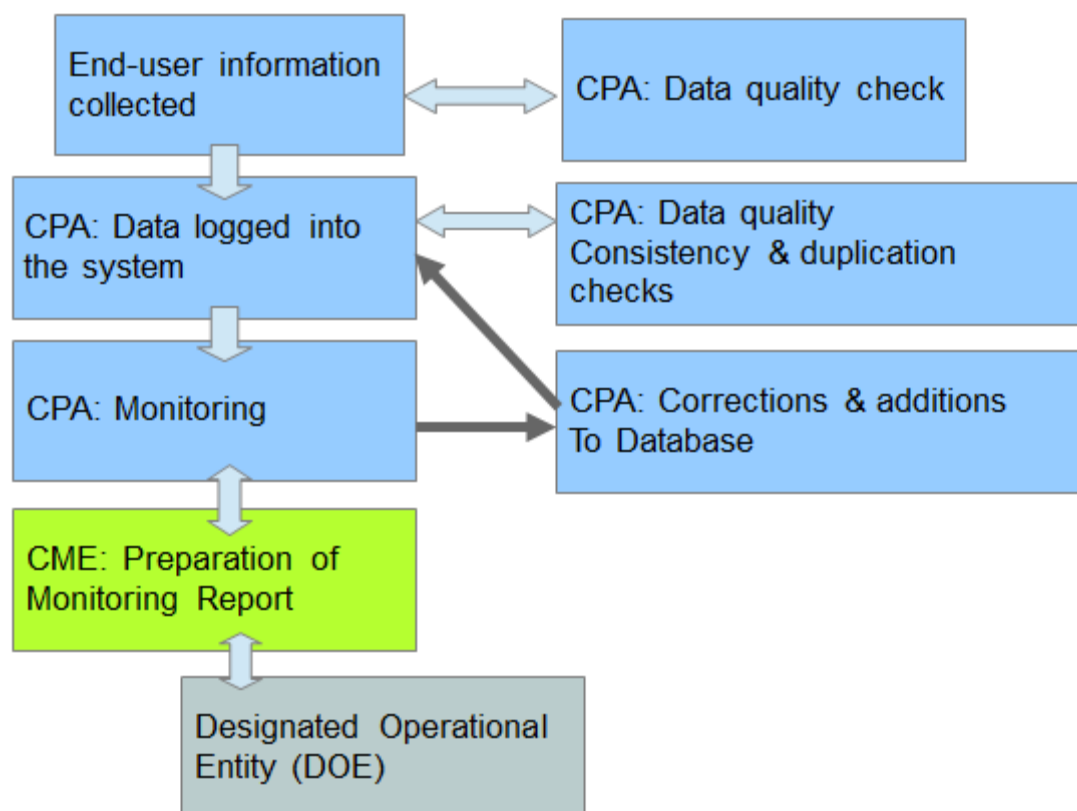 End-user information
collected
CPA: Data quality check
CPA: Data logged into
the system
CPA: Data quality
Consistency & duplication
checks
CPA: Monitoring
CPA: Corrections & additions
To Database
CME: Preparation of
Monitoring Report
Designated Operational
Entity (DOE)